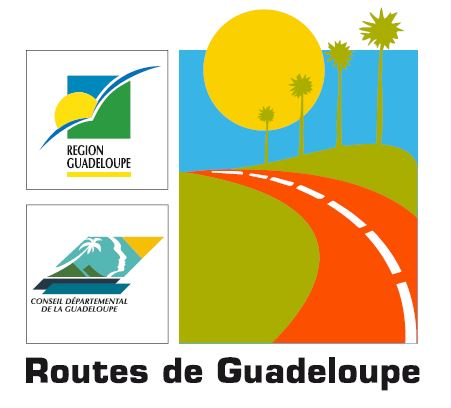 REGION
GUADELOUPE
CONSEIL DÉPARTEMENTAL
DE LA GUADELOUPE
Routes de Guadeloupe